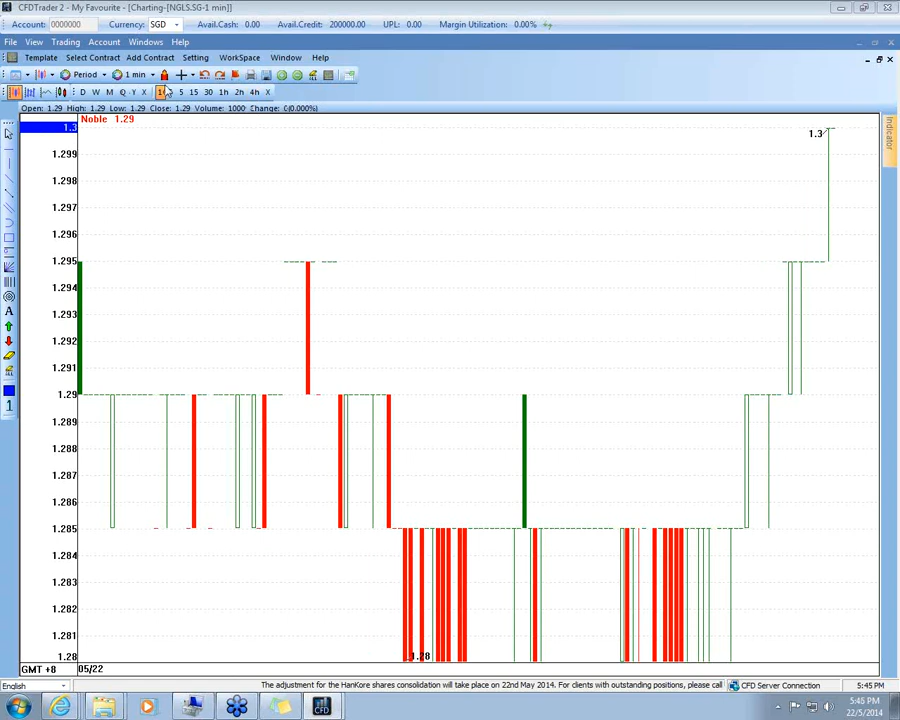 CFDTrader 2 - My Favourite - [Charting-[NGLS.SG-1 min]]
Account: 0000000 Currency: SGD Avail.Cash: 0.00 Avail.Credit: 200000.00 UPL: 0.00 Margin Utilization: 0.00%
File View Trading Account Windows Help
Template Select Contract Add Contract Setting WorkSpace Window Help
Period 1 min
D W M Q Y X 1 5 15 30 1h 2h 4h X
Open: 1.29 High: 1.29 Low: 1.29 Close: 1.29 Volume: 1000 Change: 0(0.000%)
Noble 1.29
Indicator
1.3
1.3
1.299
1.298
1.297
1.296
1.295
1.294
1.293
1.292
1.291
1.29
1.289
1.288
1.287
1.286
1.285
1.284
1.283
1.282
1.281
1.28
1.28
A
1
GMT +8 05/22
English The adjustment for the HanKore shares consolidation will take place on 22nd May 2014. For clients with outstanding positions, please call CFD Server Connection 5:45 PM
CFD
5:45 PM
22/5/2014